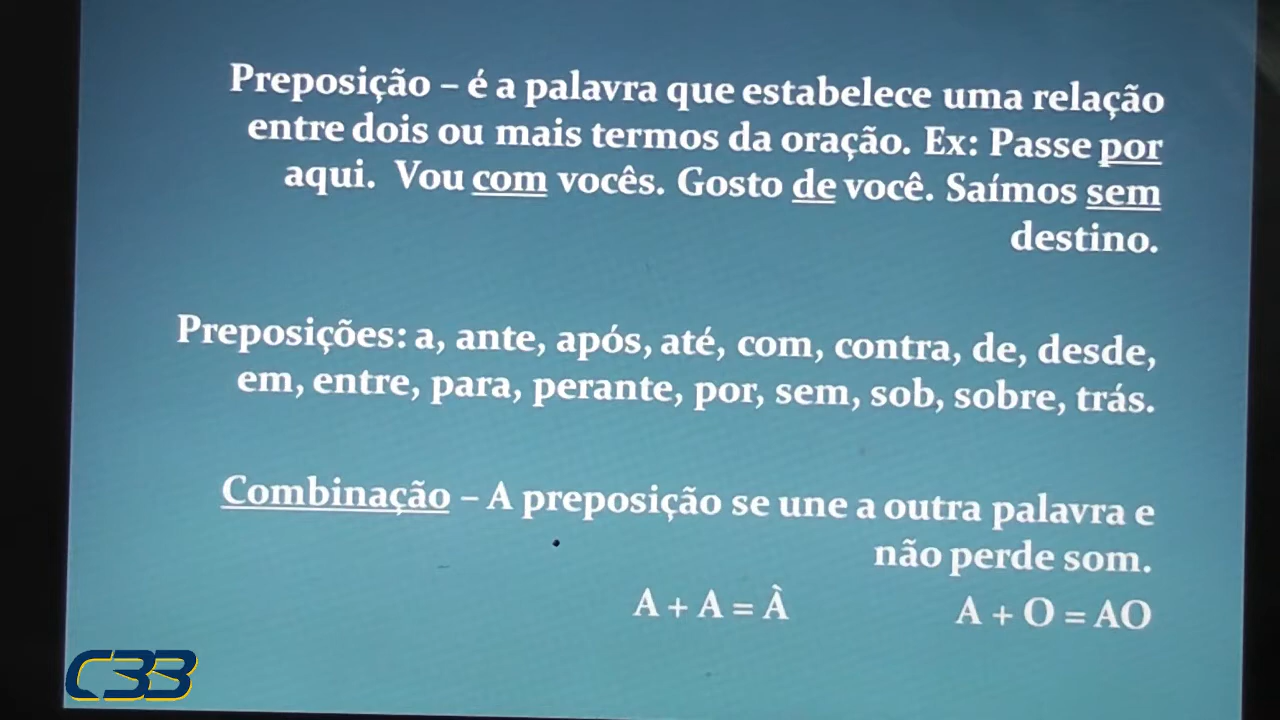 Preposição – é a palavra que estabelece uma relação
entre dois ou mais termos da oração. Ex: Passe por
aqui. Vou com vocês. Gosto de você. Saímos sem
destino.
Preposições: a, ante, após, até, com, contra, de, desde,
em, entre, para, perante, por, sem, sob, sobre, trás.
Combinação – A preposição se une a outra palavra e
não perde som.
A + A = À A + O = AO
CBB